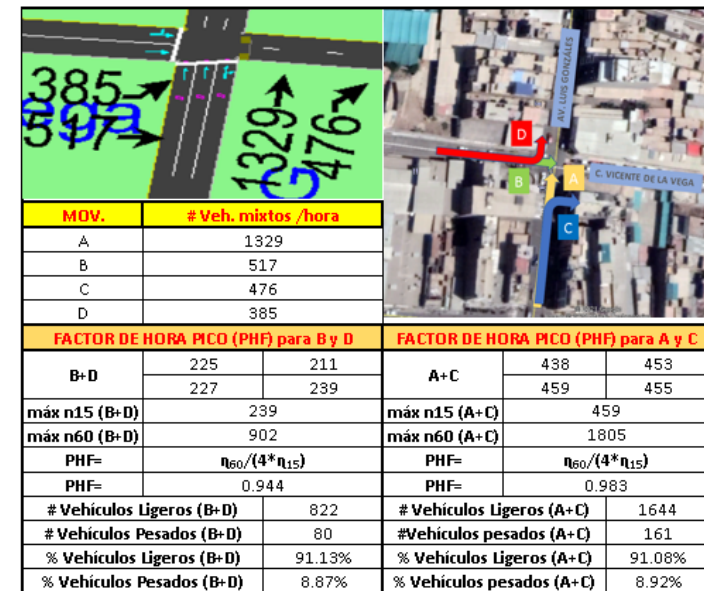 385
517
1329
476
ega
G
AV. LUIS GONZÁLES
D
B
A
C. VICENTE DE LA VEGA
C
MOV. # Veh. mixtos /hora
A 1329
B 517
C 476
D 385
FACTOR DE HORA PICO (PHF) para B y D FACTOR DE HORA PICO (PHF) para A y C
B+D 225 211 A+C 438 453
227 239 459 455
máx n15 (B+D) 239 máx n15 (A+C) 459
máx n60 (B+D) 902 máx n60 (A+C) 1805
PHF= η₆₀/(4*η₁₅) PHF= η₆₀/(4*η₁₅)
PHF= 0.944 PHF= 0.983
# Vehículos Ligeros (B+D) 822 # Vehículos Ligeros (A+C) 1644
# Vehículos Pesados (B+D) 80 #Vehículos pesados (A+C) 161
% Vehículos Ligeros (B+D) 91.13% % Vehículos Ligeros (A+C) 91.08%
% Vehículos Pesados (B+D) 8.87% % Vehículos pesados (A+C) 8.92%